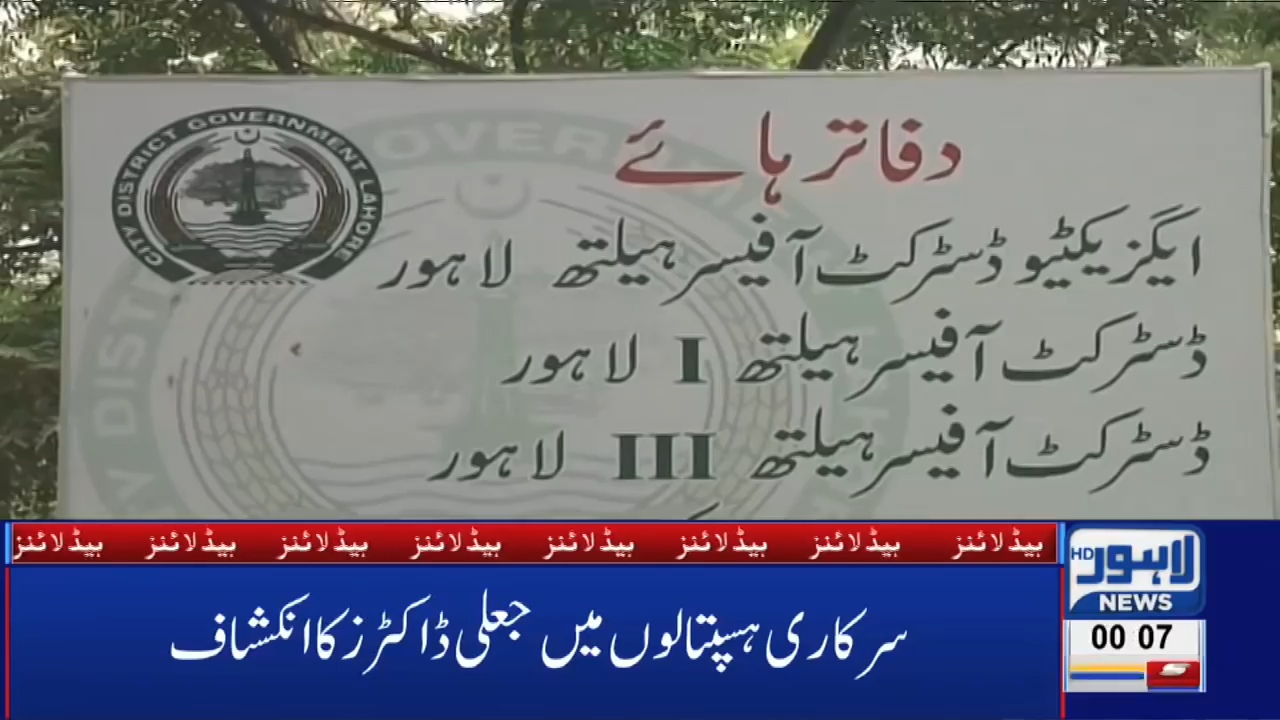 CITY DISTRICT GOVERNMENT LAHORE
دفاتر ہائے
ایگزیکٹیو ڈسٹرکٹ آفیسر ہیلتھ لاہور
ڈسٹرکٹ آفیسر ہیلتھ I لاہور
ڈسٹرکٹ آفیسر ہیلتھ III لاہور
ہیڈلائنز ہیڈلائنز ہیڈلائنز ہیڈلائنز ہیڈلائنز ہیڈلائنز ہیڈلائنز ہیڈلائنز
سرکاری ہسپتالوں میں جعلی ڈاکٹرز کا انکشاف
لاہور HD
NEWS
00 07